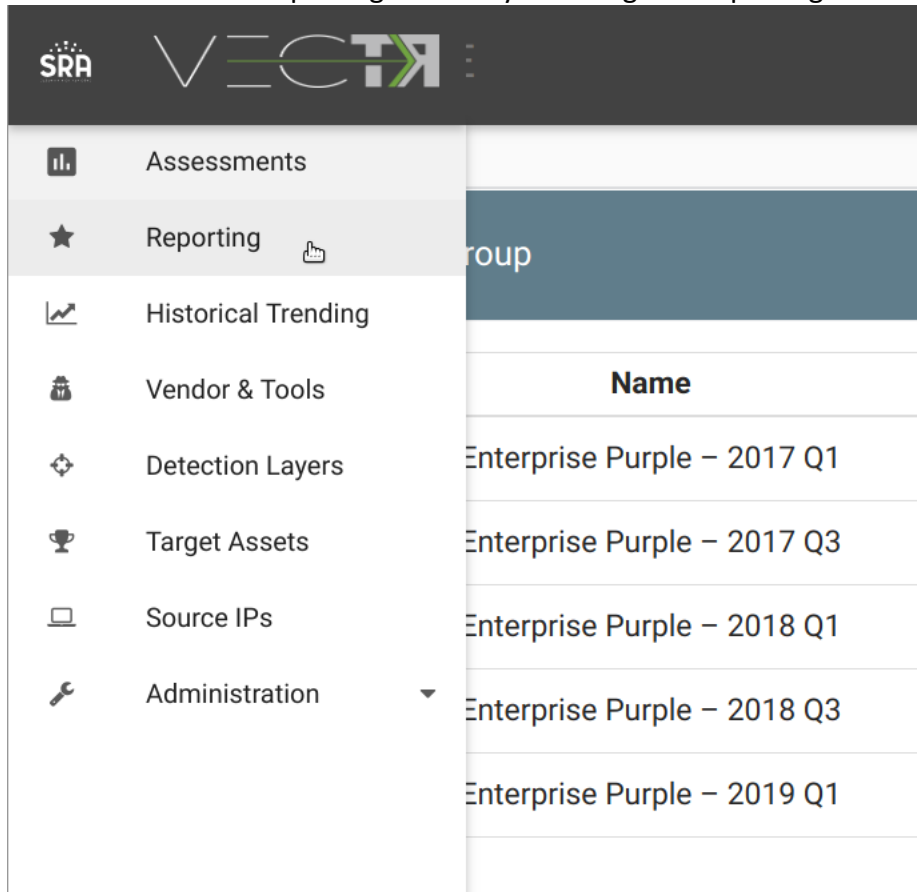 SRA
VECTR
Assessments
Reporting
roup
Historical Trending
Name
Vendor & Tools
Enterprise Purple – 2017 Q1
Detection Layers
Enterprise Purple – 2017 Q3
Target Assets
Source IPs
Enterprise Purple – 2018 Q1
Administration
Enterprise Purple – 2018 Q3
Enterprise Purple – 2019 Q1